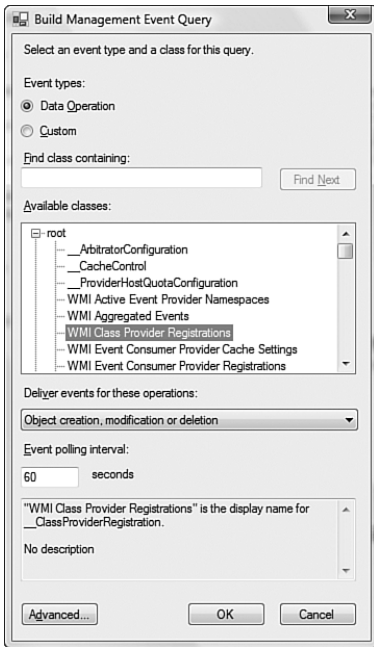 Build Management Event Query
Select an event type and a class for this query.
Event types:
Data Operation
Custom
Find class containing:
Find Next
Available classes:
root
__ArbitratorConfiguration
__CacheControl
__ProviderHostQuotaConfiguration
WMI Active Event Provider Namespaces
WMI Aggregated Events
WMI Class Provider Registrations
WMI Event Consumer Provider Cache Settings
WMI Event Consumer Provider Registrations
Deliver events for these operations:
Object creation, modification or deletion
Event polling interval:
60 seconds
"WMI Class Provider Registrations" is the display name for
__ClassProviderRegistration.
No description
Advanced... OK Cancel